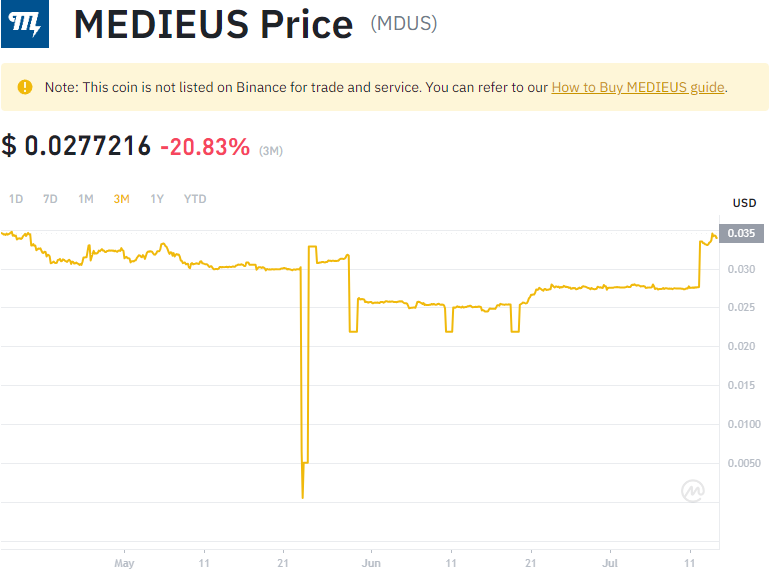 MEDIEUS Price (MDUS)
Note: This coin is not listed on Binance for trade and service. You can refer to our How to Buy MEDIEUS guide.
$ 0.0277216 -20.83% (3M)
1D 7D 1M 3M 1Y YTD
USD
0.035
0.030
0.025
0.020
0.015
0.0100
0.0050
May 11 21 Jun 11 21 Jul 11